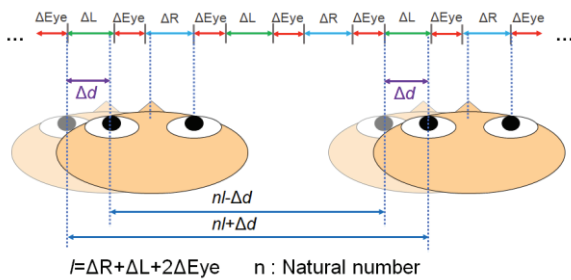 ... ΔEye ΔL ΔEye ΔR ΔEye ΔL ΔEye ΔR ΔEye ΔL ΔEye ΔR ΔEye ...
Δd Δd
nl-Δd
nl+Δd
l=ΔR+ΔL+2ΔEye n : Natural number